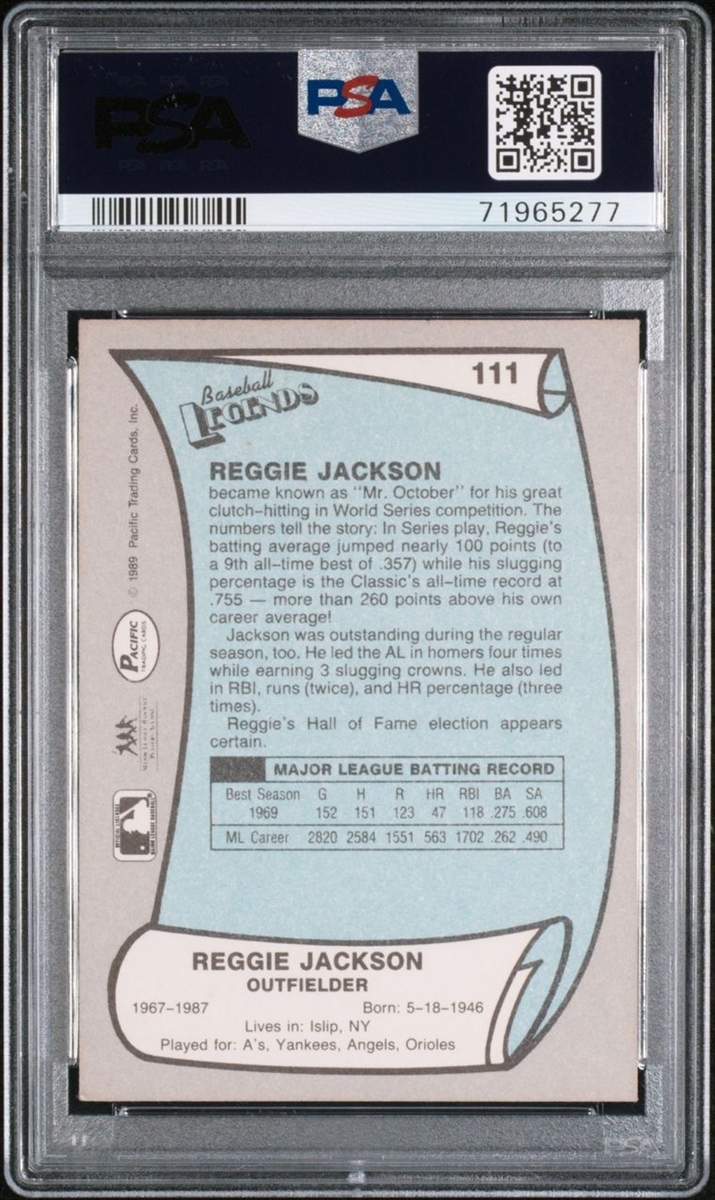 PSA
PSA
71965277
111
Baseball
LEGENDS
REGGIE JACKSON
became known as "Mr. October" for his great
clutch-hitting in World Series competition. The
numbers tell the story: In Series play, Reggie's
batting average jumped nearly 100 points (to
a 9th all-time best of .357) while his slugging
percentage is the Classic's all-time record at
.755 — more than 260 points above his own
career average!
Jackson was outstanding during the regular
season, too. He led the AL in homers four times
while earning 3 slugging crowns. He also led
in RBI, runs (twice), and HR percentage (three
times).
Reggie's Hall of Fame election appears
certain.
MAJOR LEAGUE BATTING RECORD
Best Season G H R HR RBI BA SA
1969 152 151 123 47 118 .275 .608
ML Career 2820 2584 1551 563 1702 .262 .490
© 1989 Pacific Trading Cards, Inc.
PACIFIC
TRADING CARDS
REGGIE JACKSON
OUTFIELDER
1967-1987 Born: 5-18-1946
Lives in: Islip, NY
Played for: A's, Yankees, Angels, Orioles
PSA